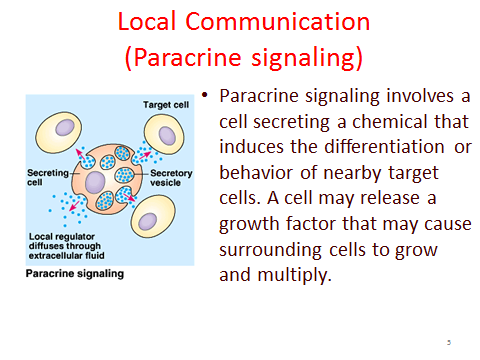 Local Communication
(Paracrine signaling)
Target cell
Secreting
cell
Secretory
vesicle
Local regulator
diffuses through
extracellular fluid
Paracrine signaling
• Paracrine signaling involves a
cell secreting a chemical that
induces the differentiation or
behavior of nearby target
cells. A cell may release a
growth factor that may cause
surrounding cells to grow
and multiply.
5